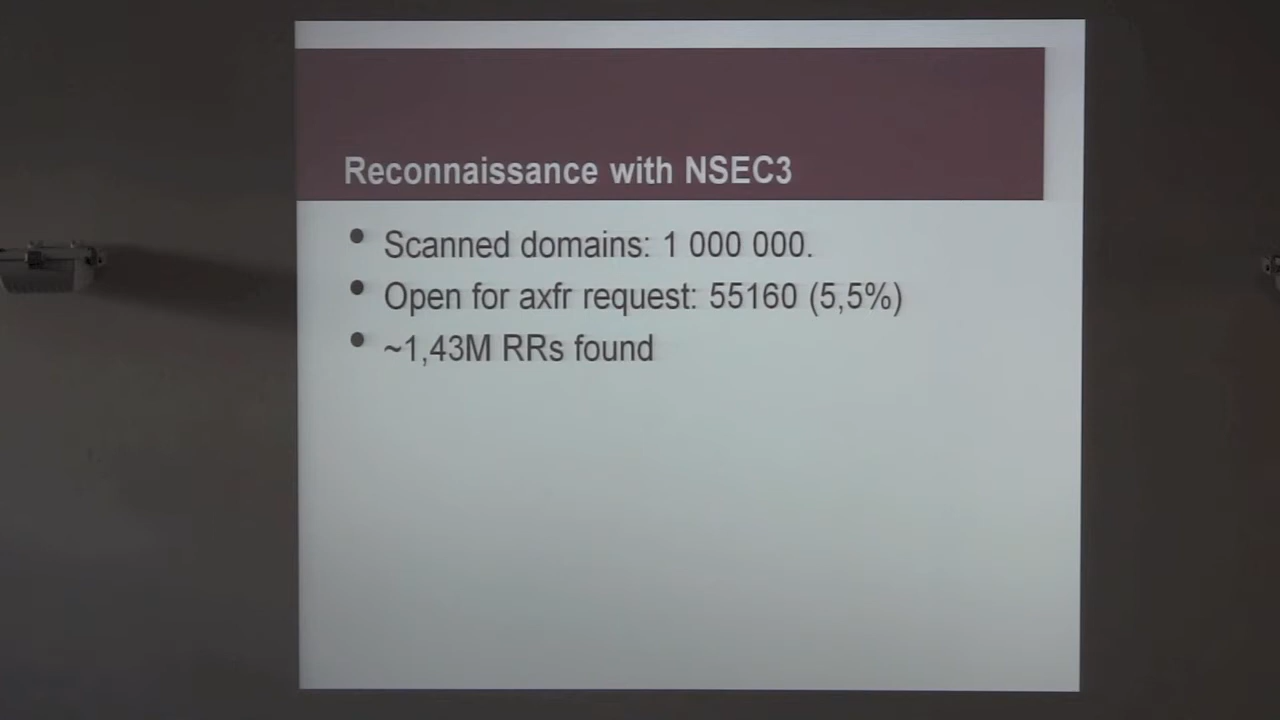 Reconnaissance with NSEC3
• Scanned domains: 1 000 000.
• Open for axfr request: 55160 (5,5%)
• ~1,43M RRs found